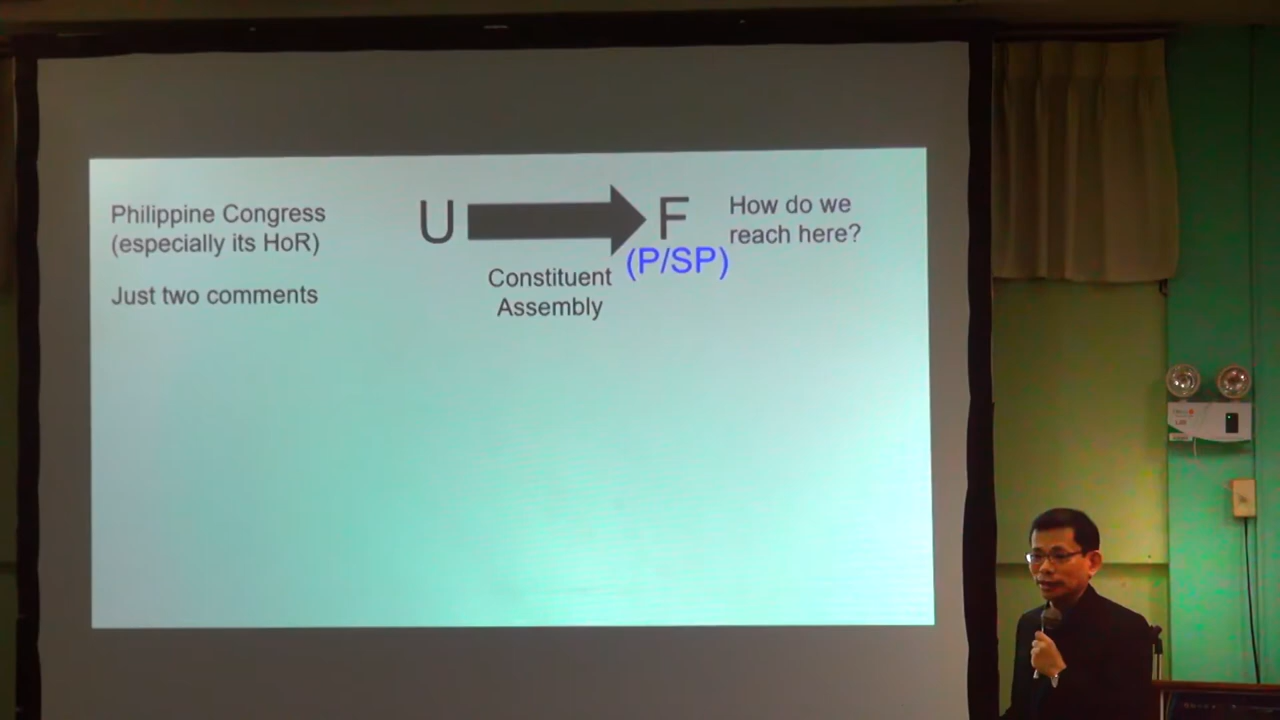 Philippine Congress
(especially its HoR)
Just two comments
U
F
(P/SP)
Constituent
Assembly
How do we
reach here?